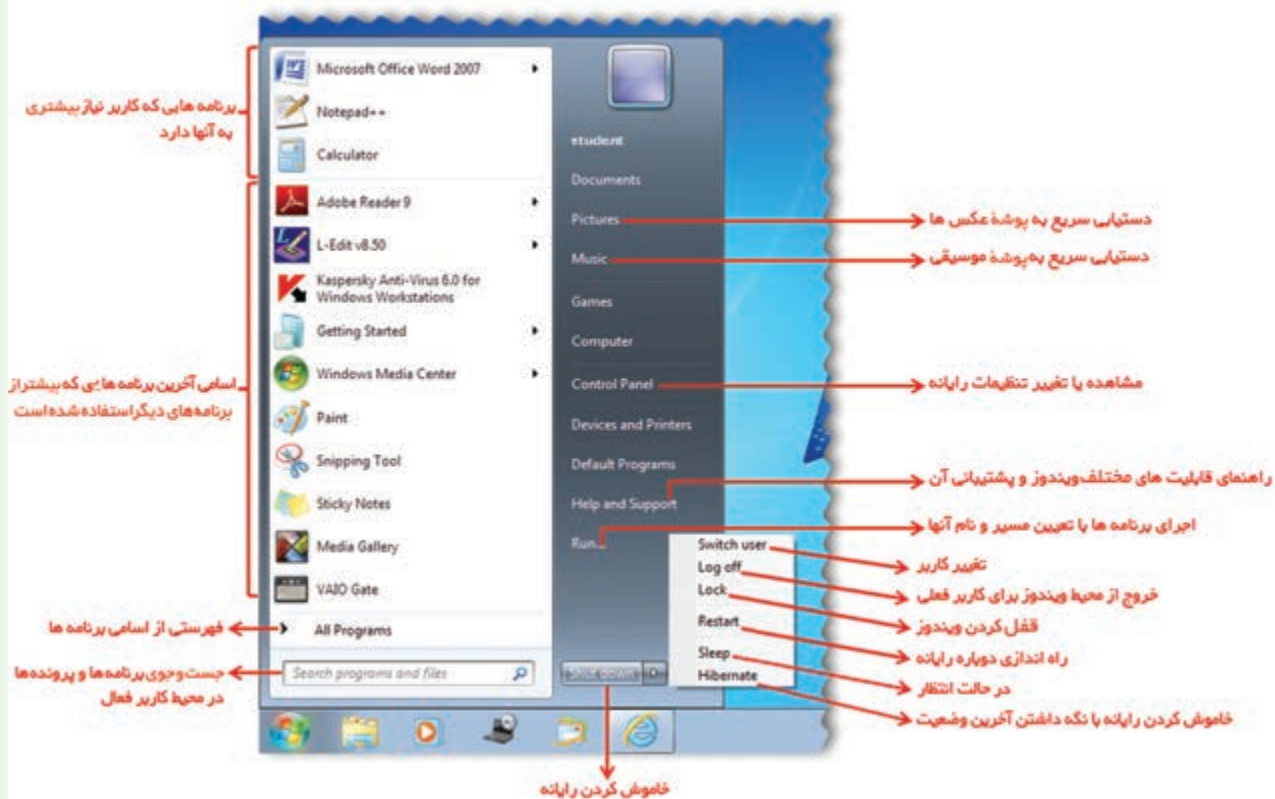 Microsoft Office Word 2007
Notepad++
Calculator
برنامه هایی که کاربر نیاز بیشتری
به آنها دارد
Adobe Reader 9
L-Edit v8.50
Kaspersky Anti-Virus 6.0 for
Windows Workstations
Getting Started
Windows Media Center
Paint
Snipping Tool
Sticky Notes
Media Gallery
VAIO Gate
اسامی آخرین برنامه هایی که بیشتر از
برنامه‌های دیگر استفاده شده است
All Programs
فهرستی از اسامی برنامه ها
Search programs and files
جست‌وجوی برنامه‌ها و پرونده‌ها
در محیط کاربر فعال
student
Documents
Pictures
دستیابی سریع به پوشهٔ عکس ها
Music
دستیابی سریع به پوشهٔ موسیقی
Games
Computer
Control Panel
مشاهده یا تغییر تنظیمات رایانه
Devices and Printers
Default Programs
Help and Support
راهنمای قابلیت های مختلف ویندوز و پشتیبانی آن
Run...
اجرای برنامه ها با تعیین مسیر و نام آنها
Switch user
تغییر کاربر
Log off
خروج از محیط ویندوز برای کاربر فعلی
Lock
قفل کردن ویندوز
Restart
راه اندازی دوباره رایانه
Sleep
در حالت انتظار
Hibernate
خاموش کردن رایانه با نگه داشتن آخرین وضعیت
Shut down
خاموش کردن رایانه